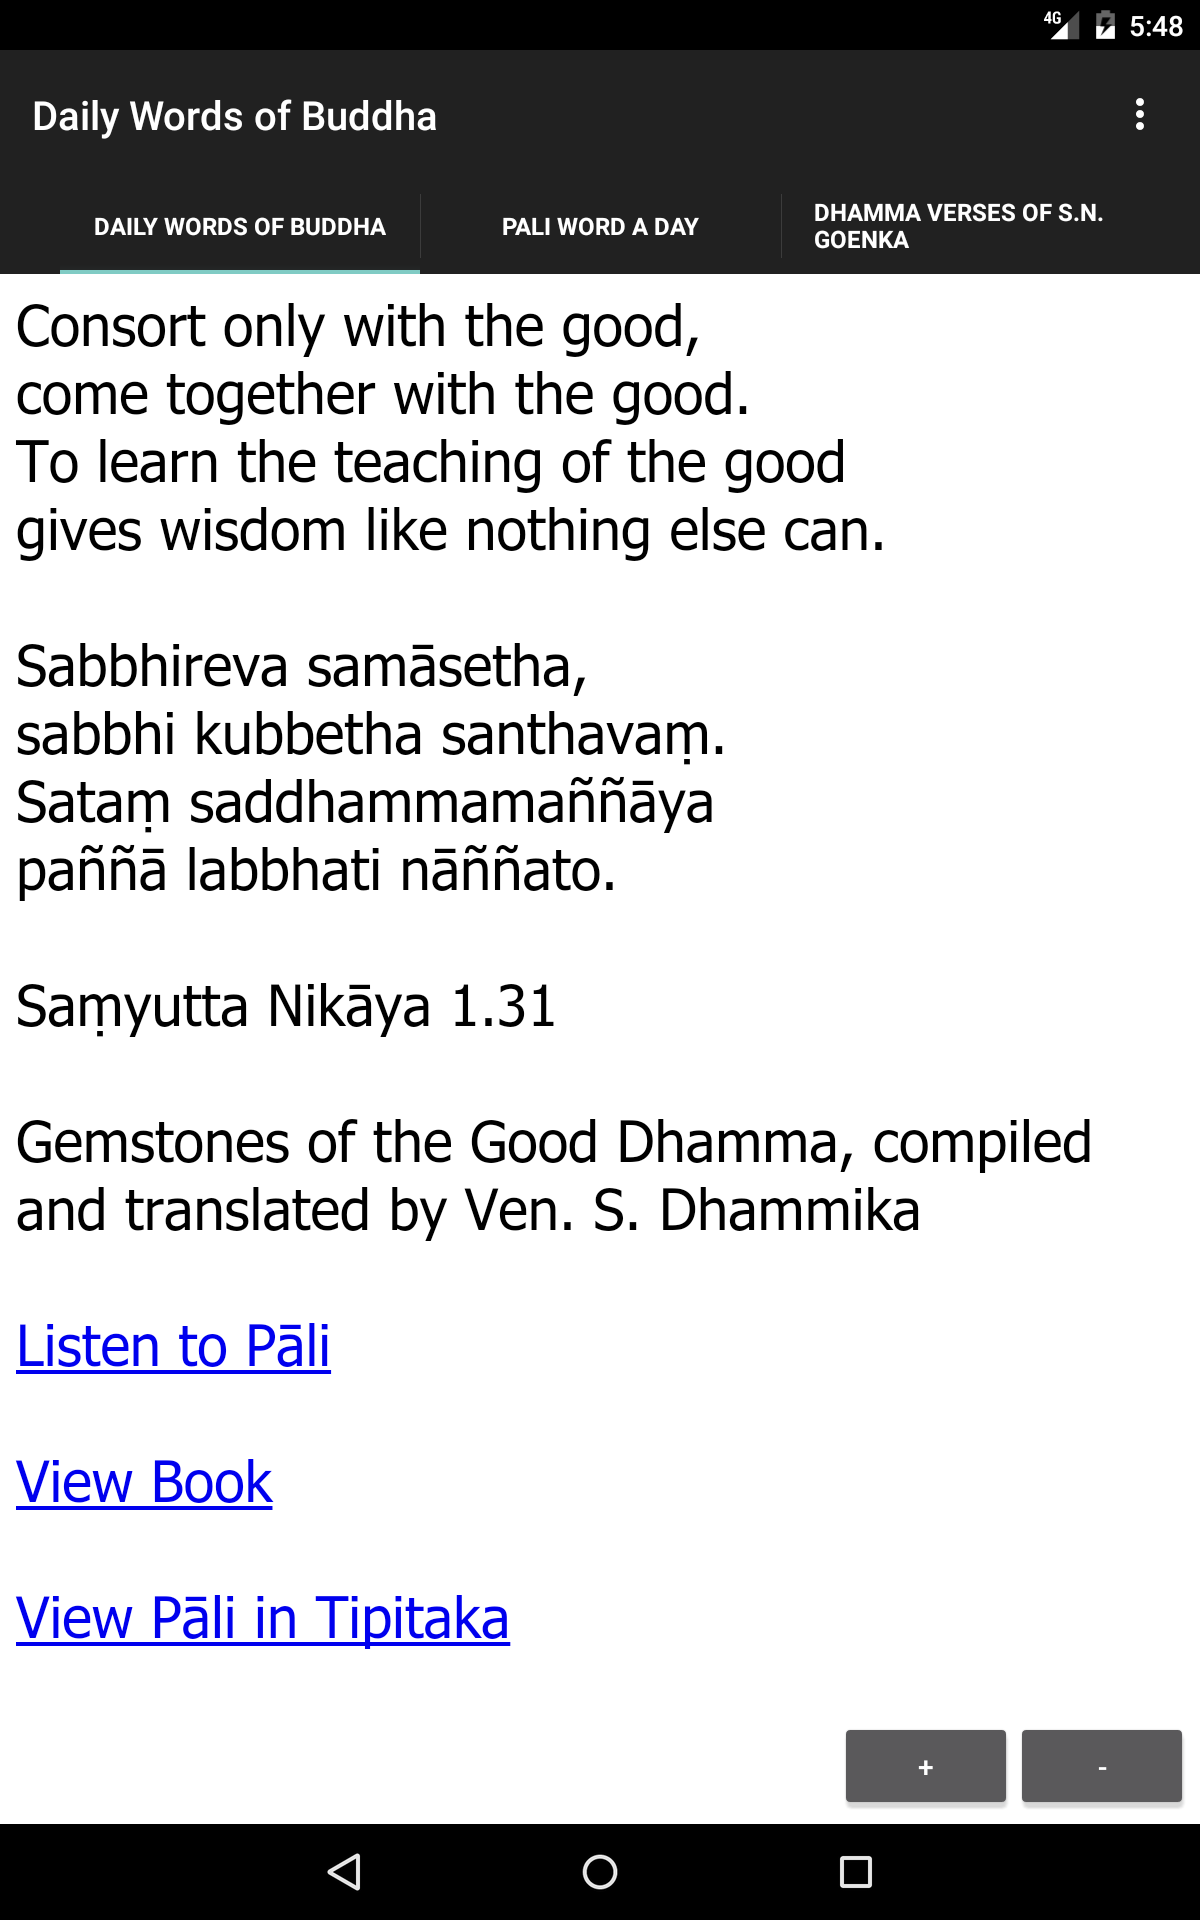 4G 5:48
Daily Words of Buddha
DAILY WORDS OF BUDDHA
PALI WORD A DAY
DHAMMA VERSES OF S.N.
GOENKA
Consort only with the good,
come together with the good.
To learn the teaching of the good
gives wisdom like nothing else can.
Sabbhireva samāsetha,
sabbhi kubbetha santhavaṃ.
Sataṃ saddhammamaññāya
paññā labbhati nāññato.
Saṃyutta Nikāya 1.31
Gemstones of the Good Dhamma, compiled
and translated by Ven. S. Dhammika
Listen to Pāli
View Book
View Pāli in Tipitaka
+ -